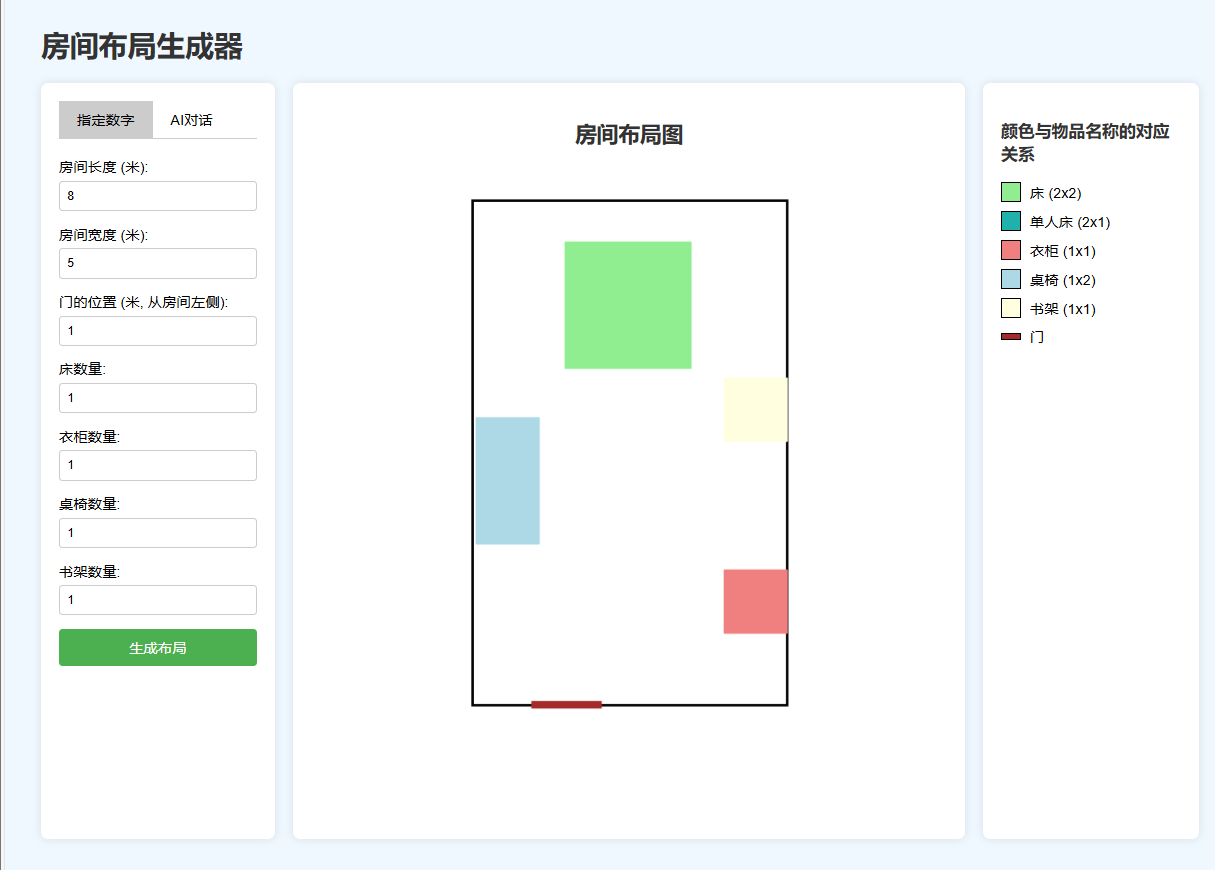 房间布局生成器
指定数字 AI对话
房间长度 (米):
8
房间宽度 (米):
5
门的位置 (米, 从房间左侧):
1
床数量:
1
衣柜数量:
1
桌椅数量:
1
书架数量:
1
生成布局
房间布局图
颜色与物品名称的对应
关系
床 (2x2)
单人床 (2x1)
衣柜 (1x1)
桌椅 (1x2)
书架 (1x1)
门